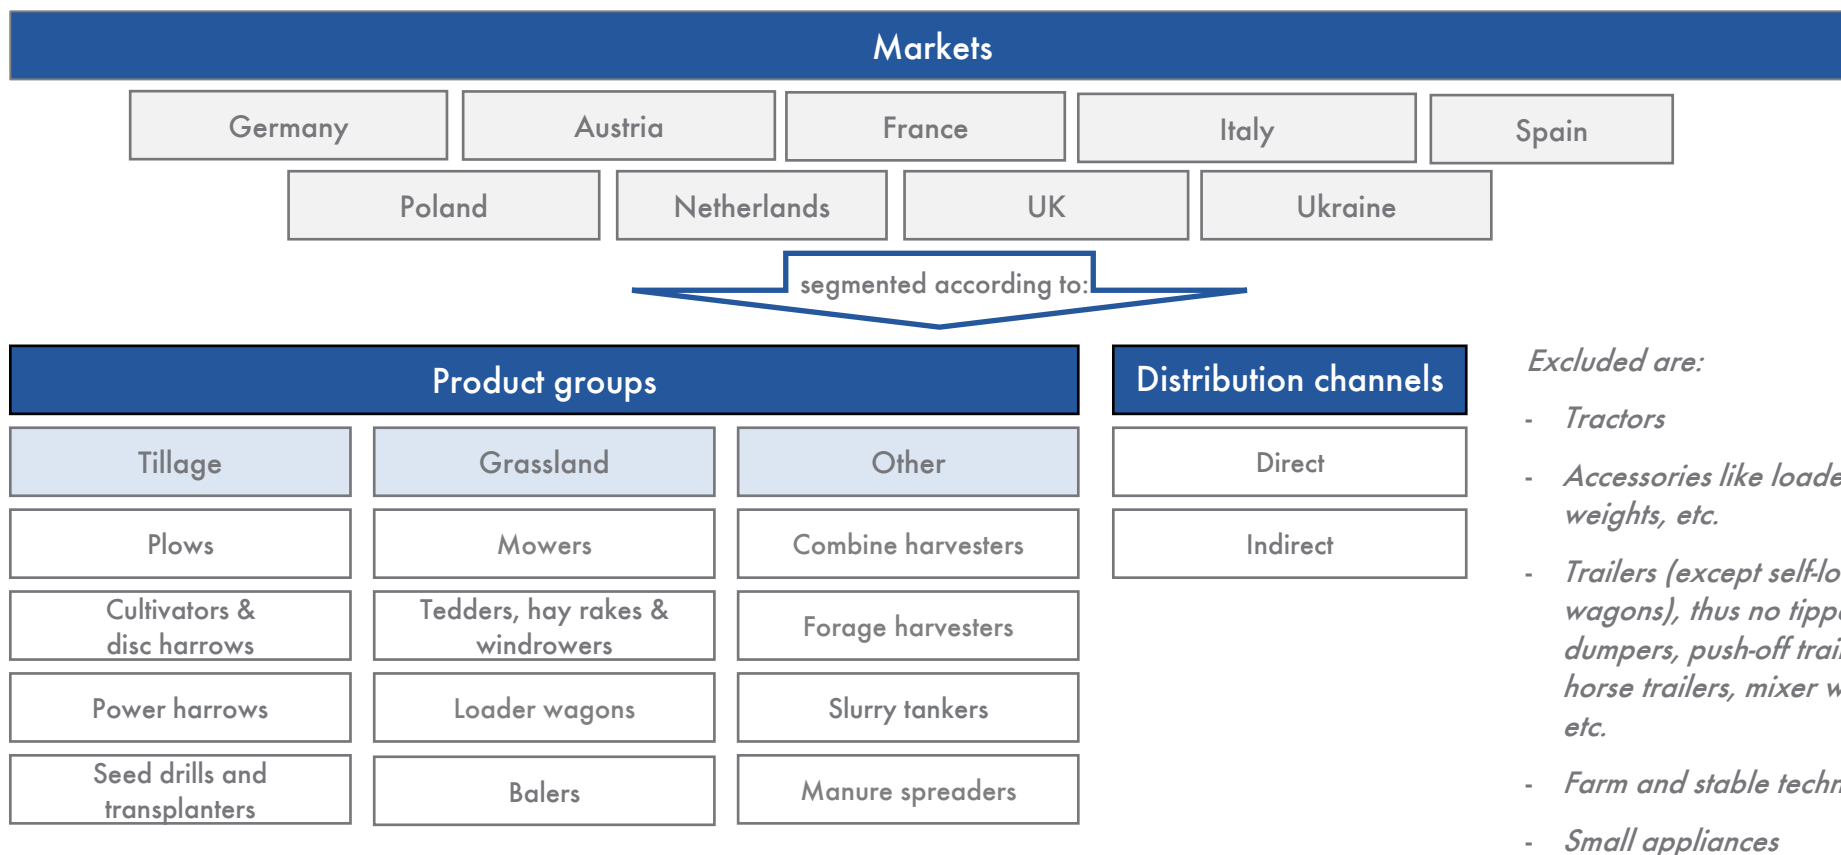 Markets
Germany
Austria
France
Italy
Spain
Poland
Netherlands
UK
Ukraine
segmented according to:
Product groups
Tillage
Grassland
Other
Plows
Mowers
Combine harvesters
Cultivators &
disc harrows
Tedders, hay rakes &
windrowers
Forage harvesters
Power harrows
Loader wagons
Slurry tankers
Seed drills and
transplanters
Balers
Manure spreaders
Distribution channels
Direct
Indirect
Excluded are:
- Tractors
- Accessories like
weights, etc.
- Trailers (except
wagons), thus no
dumpers, push-off
horse trailers, mixer
etc.
- Farm and stable
- Small appliances